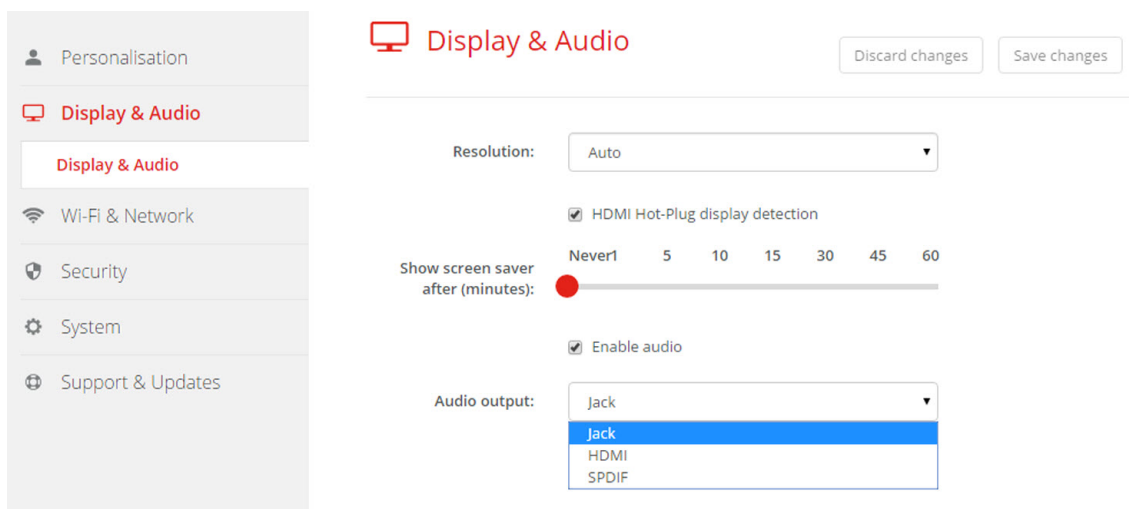 Personalisation
Display & Audio
Display & Audio
Wi-Fi & Network
Security
System
Support & Updates
Display & Audio
Discard changes
Save changes
Resolution:
Auto
HDMI Hot-Plug display detection
Show screen saver
after (minutes):
Never1 5 10 15 30 45 60
Enable audio
Audio output:
Jack
Jack
HDMI
SPDIF